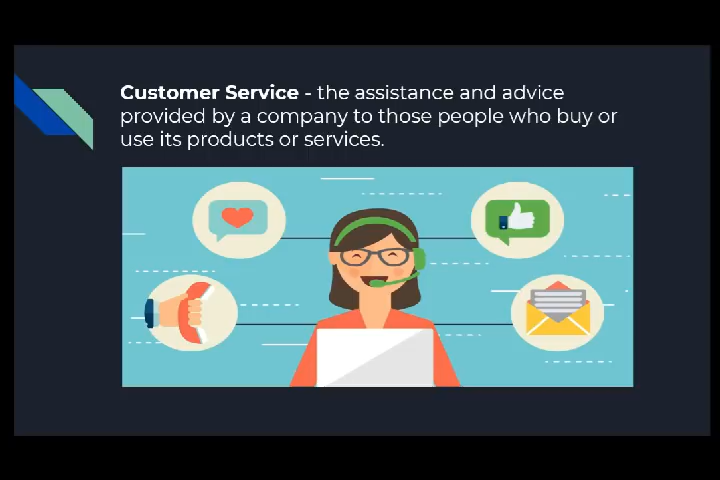 Customer Service - the assistance and advice
provided by a company to those people who buy or
use its products or services.